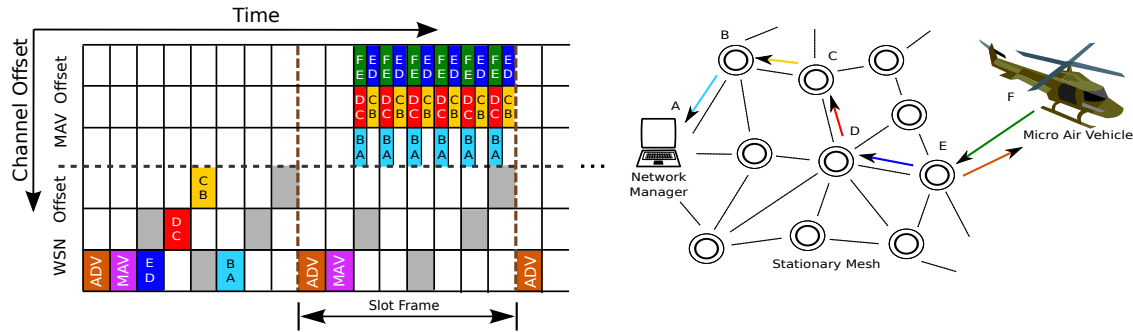 Time
Channel Offset
MAV Offset
WSN Offset
F E E D F E E D F E E D F E E D F E E D F E E D
D C C B D C C B D C C B D C C B D C C B D C C B
B A B A B A B A B A B A
C B
D C
ADV MAV E D B A ADV MAV ADV
...
Slot Frame
B
C
A
F
D
E
Micro Air Vehicle
Network
Manager
Stationary Mesh